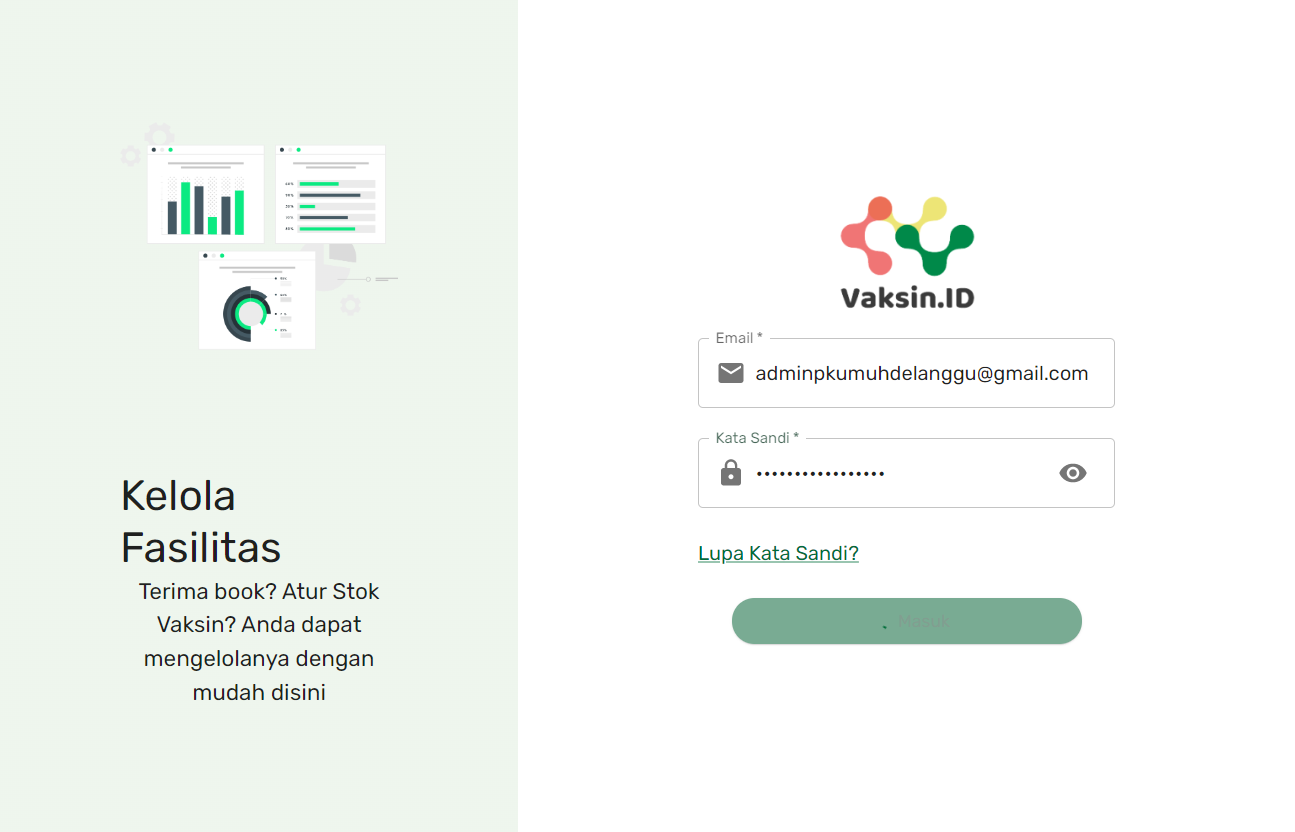 Kelola
Fasilitas
Terima book? Atur Stok
Vaksin? Anda dapat
mengelolanya dengan
mudah disini
Vaksin.ID
Email *
adminpkumuhdelanggu@gmail.com
Kata Sandi *
Lupa Kata Sandi?
Masuk